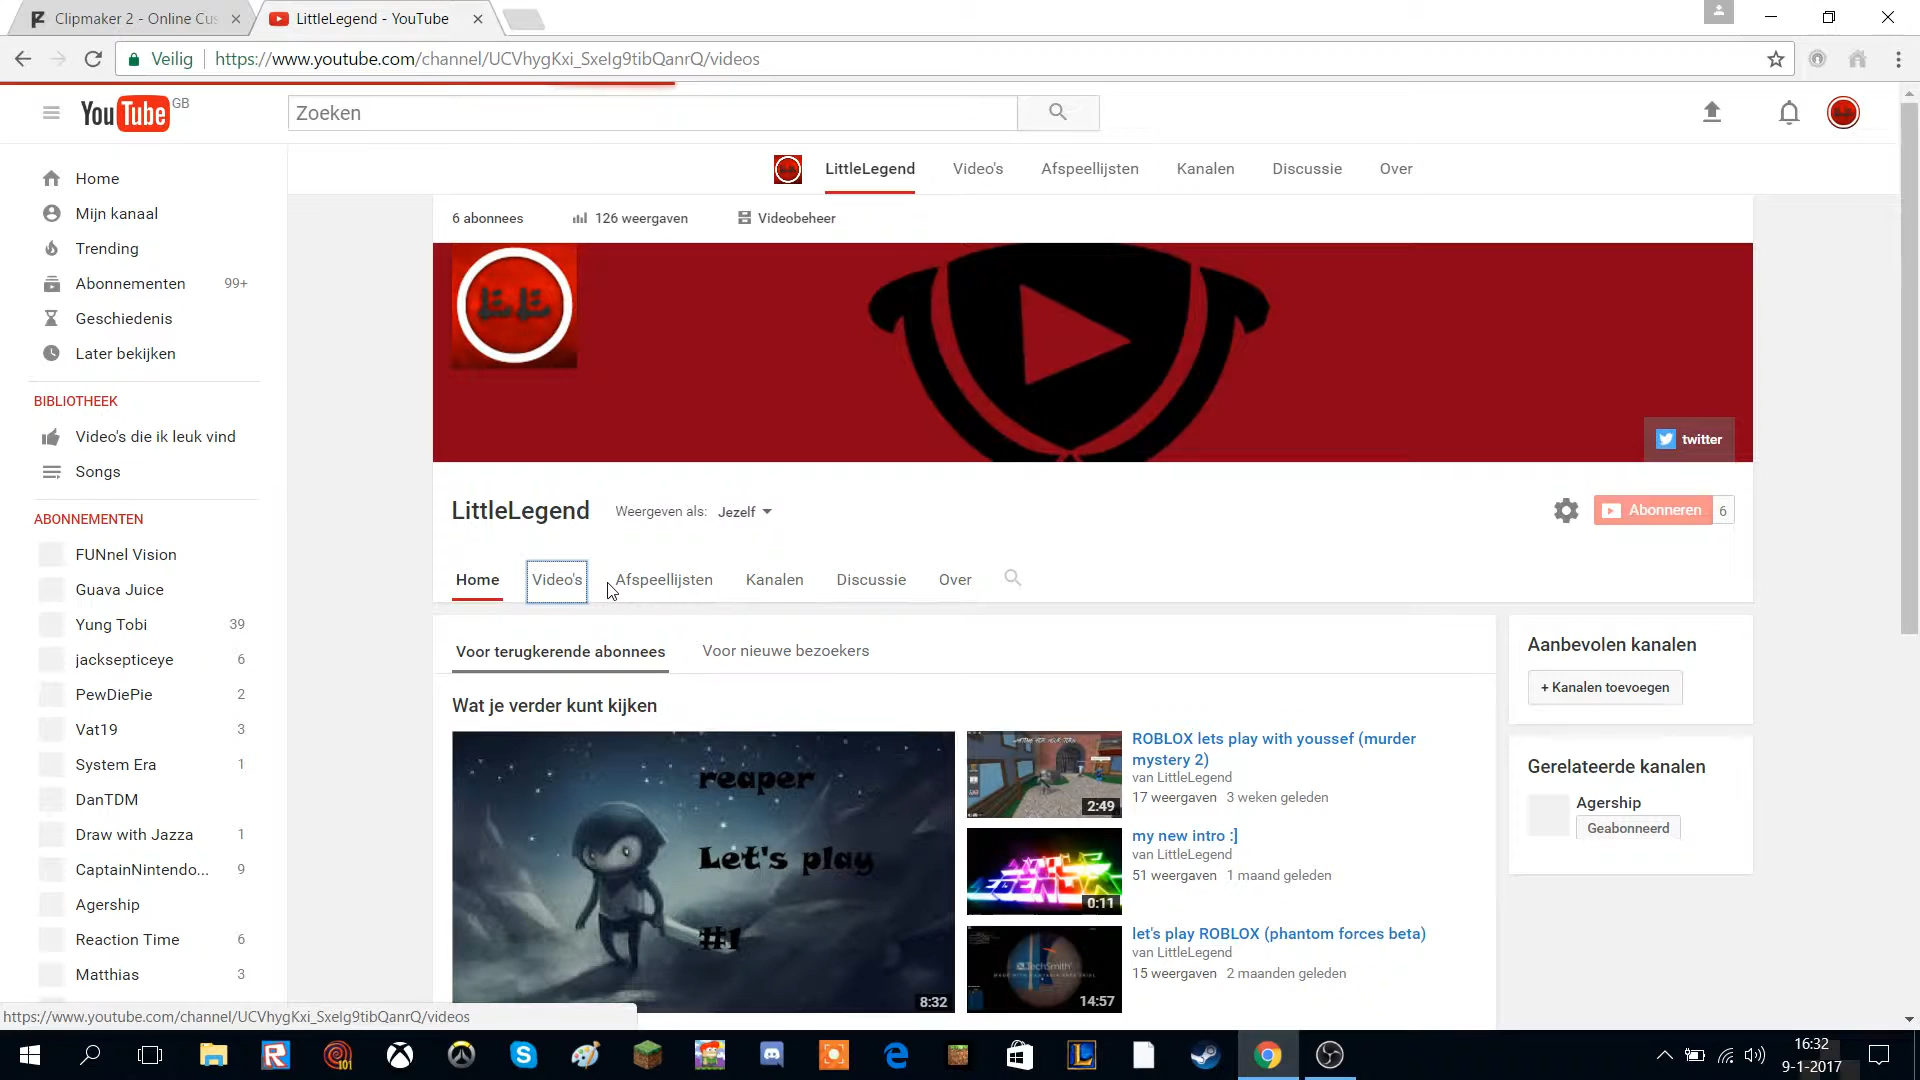 Clipmaker 2 - Online Cus
LittleLegend - YouTube
Veilig
https://www.youtube.com/channel/UCVhygKxi_SxeIg9tibQanrQ/videos
YouTube GB
Zoeken
LittleLegend Video's Afspeellijsten Kanalen Discussie Over
Home
Mijn kanaal
Trending
Abonnementen 99+
Geschiedenis
Later bekijken
BIBLIOTHEEK
Video's die ik leuk vind
Songs
ABONNEMENTEN
FUNnel Vision
Guava Juice
Yung Tobi 39
jacksepticeye 6
PewDiePie 2
Vat19 3
System Era 1
DanTDM
Draw with Jazza 1
CaptainNintendo... 9
Agership
Reaction Time 6
Matthias 3
6 abonnees 126 weergaven Videobeheer
twitter
LittleLegend Weergeven als: Jezelf
Abonneren 6
Home Video's Afspeellijsten Kanalen Discussie Over
Voor terugkerende abonnees Voor nieuwe bezoekers
Wat je verder kunt kijken
reaper
Let's play
#1
8:32
2:49
ROBLOX lets play with youssef (murder
mystery 2)
van LittleLegend
17 weergaven 3 weken geleden
0:11
my new intro :]
van LittleLegend
51 weergaven 1 maand geleden
TechSmith
14:57
let's play ROBLOX (phantom forces beta)
van LittleLegend
15 weergaven 2 maanden geleden
Aanbevolen kanalen
+ Kanalen toevoegen
Gerelateerde kanalen
Agership
Geabonneerd
https://www.youtube.com/channel/UCVhygKxi_SxeIg9tibQanrQ/videos
101
16:32
9-1-2017